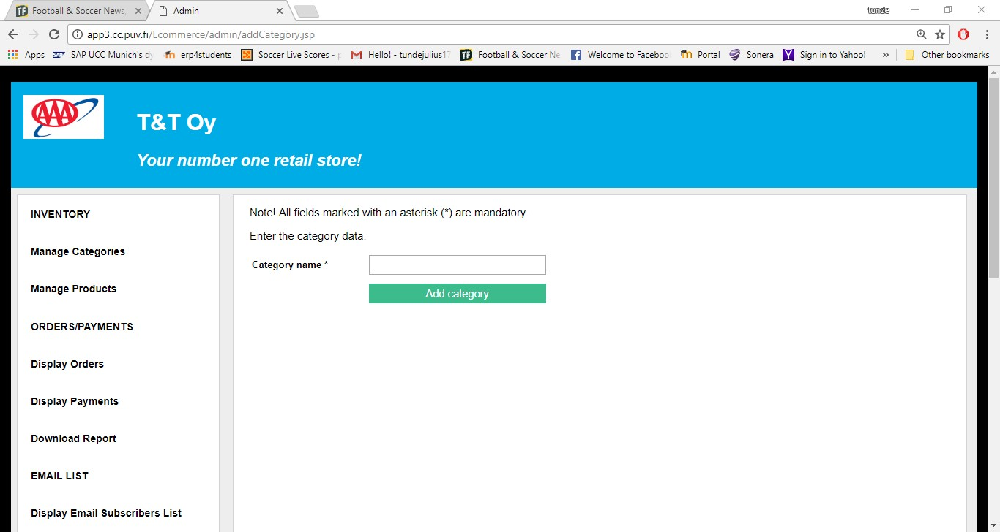 Football & Soccer News,
Admin
tunde
app3.cc.puv.fi/Ecommerce/admin/addCategory.jsp
Apps
SAP UCC Munich's dy
erp4students
Soccer Live Scores - p
Hello! - tundejulius17
TF Football & Soccer Ne
Welcome to Faceboo
Portal
Sonera
Sign in to Yahoo!
»
Other bookmarks
AAA
T&T Oy
Your number one retail store!
INVENTORY
Manage Categories
Manage Products
ORDERS/PAYMENTS
Display Orders
Display Payments
Download Report
EMAIL LIST
Display Email Subscribers List
Note! All fields marked with an asterisk (*) are mandatory.
Enter the category data.
Category name *
Add category